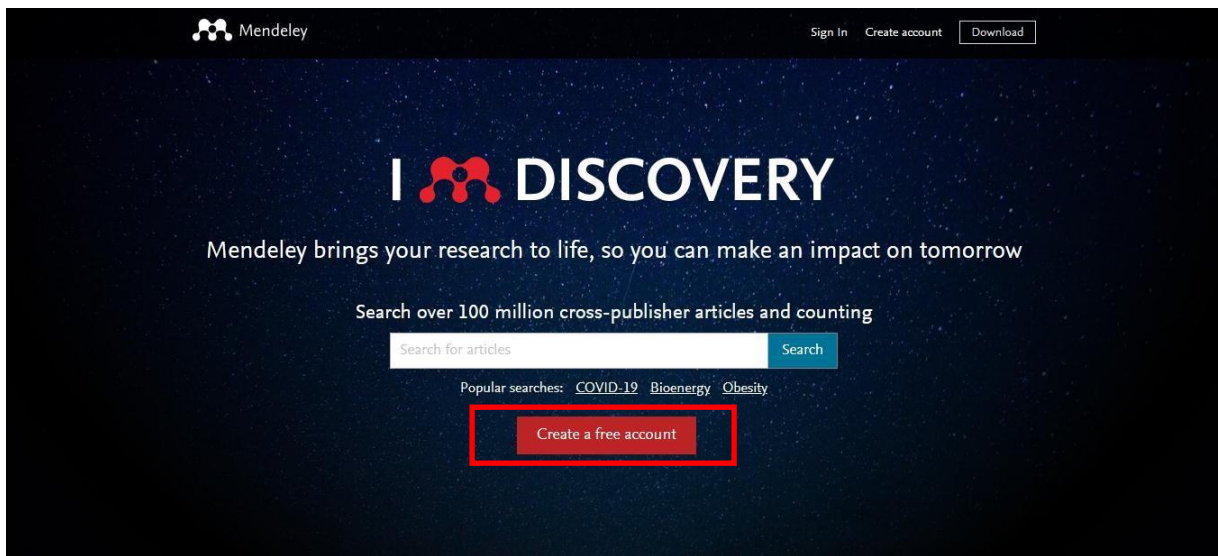 Mendeley
Sign In Create account Download
I DISCOVERY
Mendeley brings your research to life, so you can make an impact on tomorrow
Search over 100 million cross-publisher articles and counting
Search for articles Search
Popular searches: COVID-19 Bioenergy Obesity
Create a free account